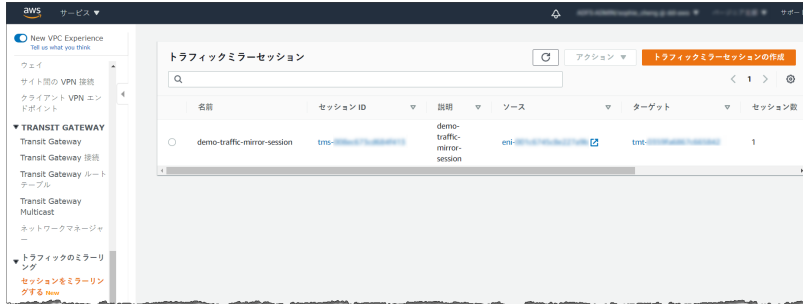 aws サービス ▼ サポー
New VPC Experience
Tell us what you think
ウェイ
サイト間の VPN 接続
クライアント VPN エン
ドポイント
▼ TRANSIT GATEWAY
Transit Gateway
Transit Gateway 接続
Transit Gateway ルート
テーブル
Transit Gateway
Multicast
ネットワークマネージャ
ー
▼ トラフィックのミラーリ
ング
セッションをミラーリン
グする New
トラフィックミラーセッション アクション ▼ トラフィックミラーセッションの作成
1
名前 セッション ID 説明 ソース ターゲット セッション数
demo-traffic-mirror-session tms- demo-
traffic-
mirror-
session eni- tmt- 1